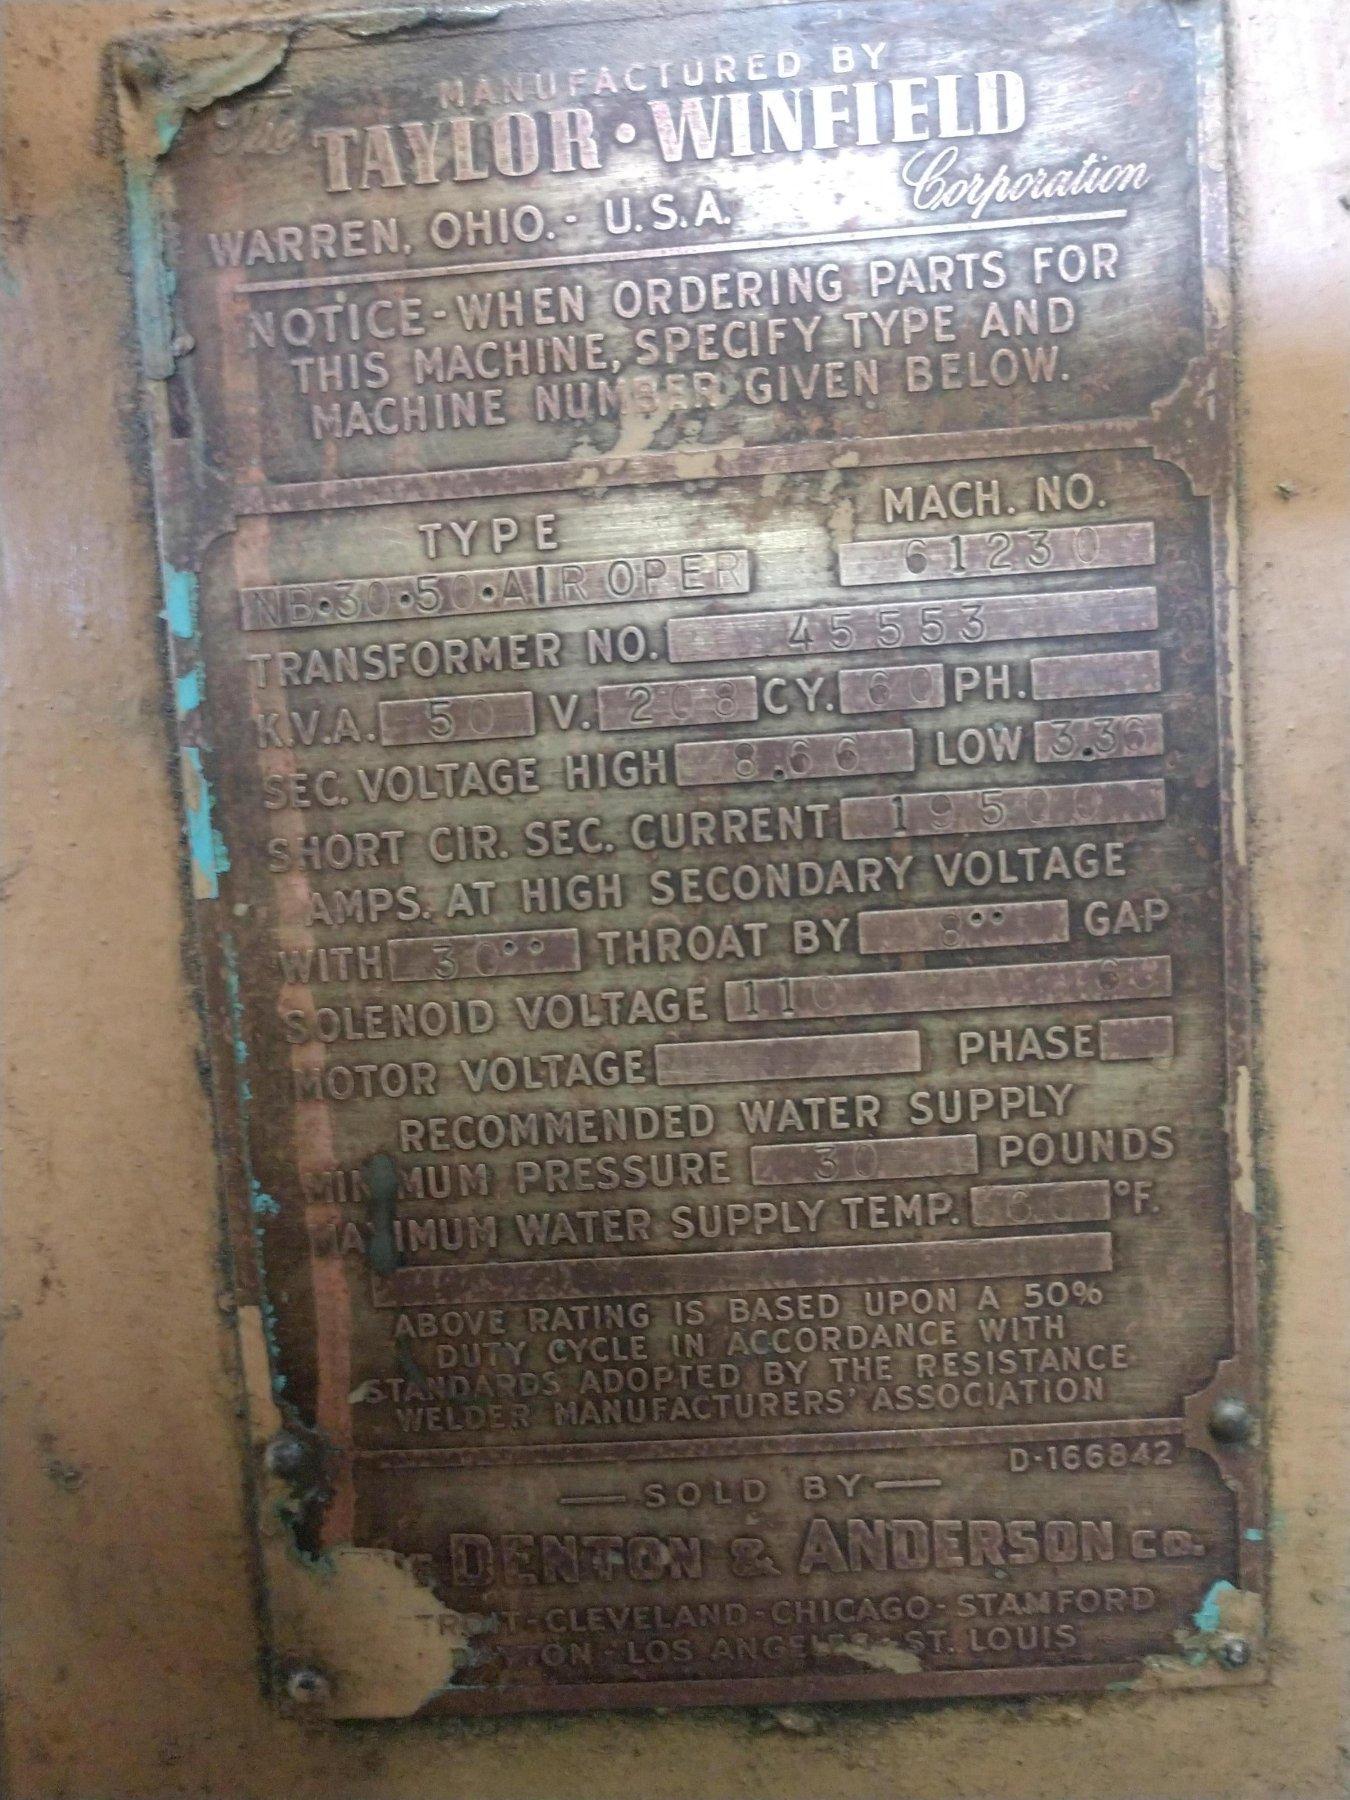 MANUFACTURED BY
The TAYLOR·WINFIELD
Corporation
WARREN, OHIO.- U.S.A.
NOTICE-WHEN ORDERING PARTS FOR
THIS MACHINE, SPECIFY TYPE AND
MACHINE NUMBER GIVEN BELOW.
TYPE MACH. NO.
NB·30·50·AIR OPER 61230
TRANSFORMER NO. 45553
K.V.A. 50 V. 208 CY. 60 PH.
SEC. VOLTAGE HIGH 8.66 LOW 3.36
SHORT CIR. SEC. CURRENT 19500
AMPS. AT HIGH SECONDARY VOLTAGE
WITH 30°° THROAT BY 8°° GAP
SOLENOID VOLTAGE 110 60
MOTOR VOLTAGE PHASE
RECOMMENDED WATER SUPPLY
MINIMUM PRESSURE 30 POUNDS
MAXIMUM WATER SUPPLY TEMP. °F.
ABOVE RATING IS BASED UPON A 50%
DUTY CYCLE IN ACCORDANCE WITH
STANDARDS ADOPTED BY THE RESISTANCE
WELDER MANUFACTURERS' ASSOCIATION
D-166842
— SOLD BY —
DENTON & ANDERSON CO.
-CLEVELAND-CHICAGO-STAMFORD
LOS ANGELES-ST. LOUIS